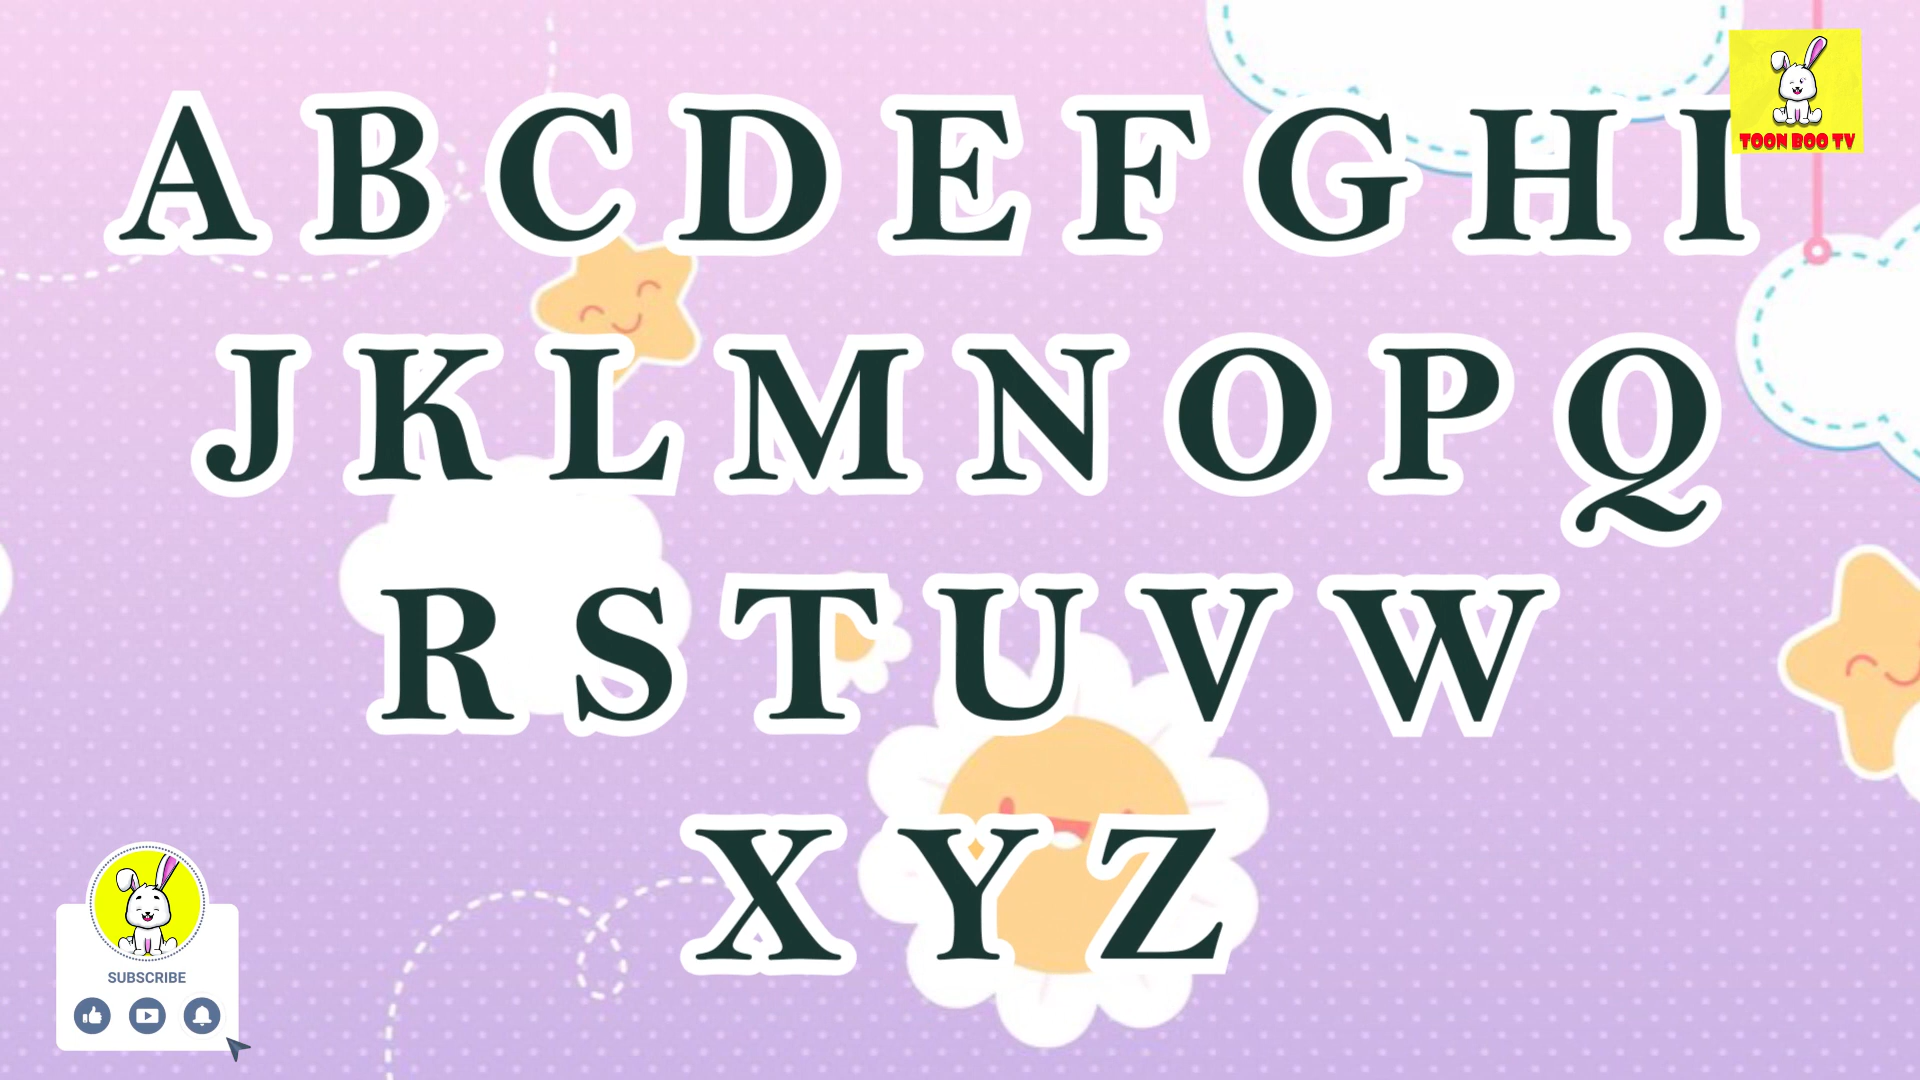 A B C D E F G H I
TOON BOO TV
J K L M N O P Q
R S T U V W
X Y Z
SUBSCRIBE